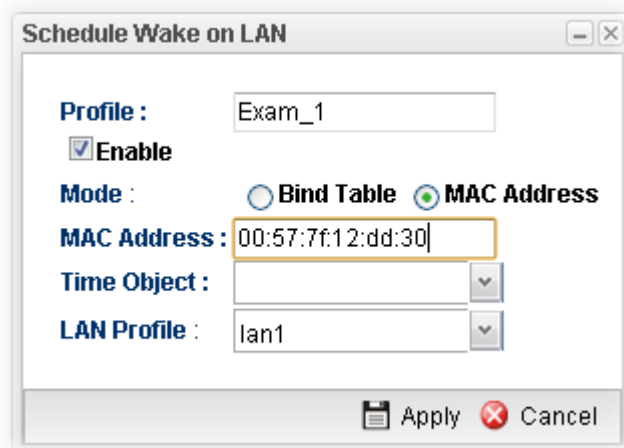 Schedule Wake on LAN
Profile : Exam_1
Enable
Mode : Bind Table MAC Address
MAC Address : 00:57:7f:12:dd:30
Time Object :
LAN Profile : lan1
Apply Cancel